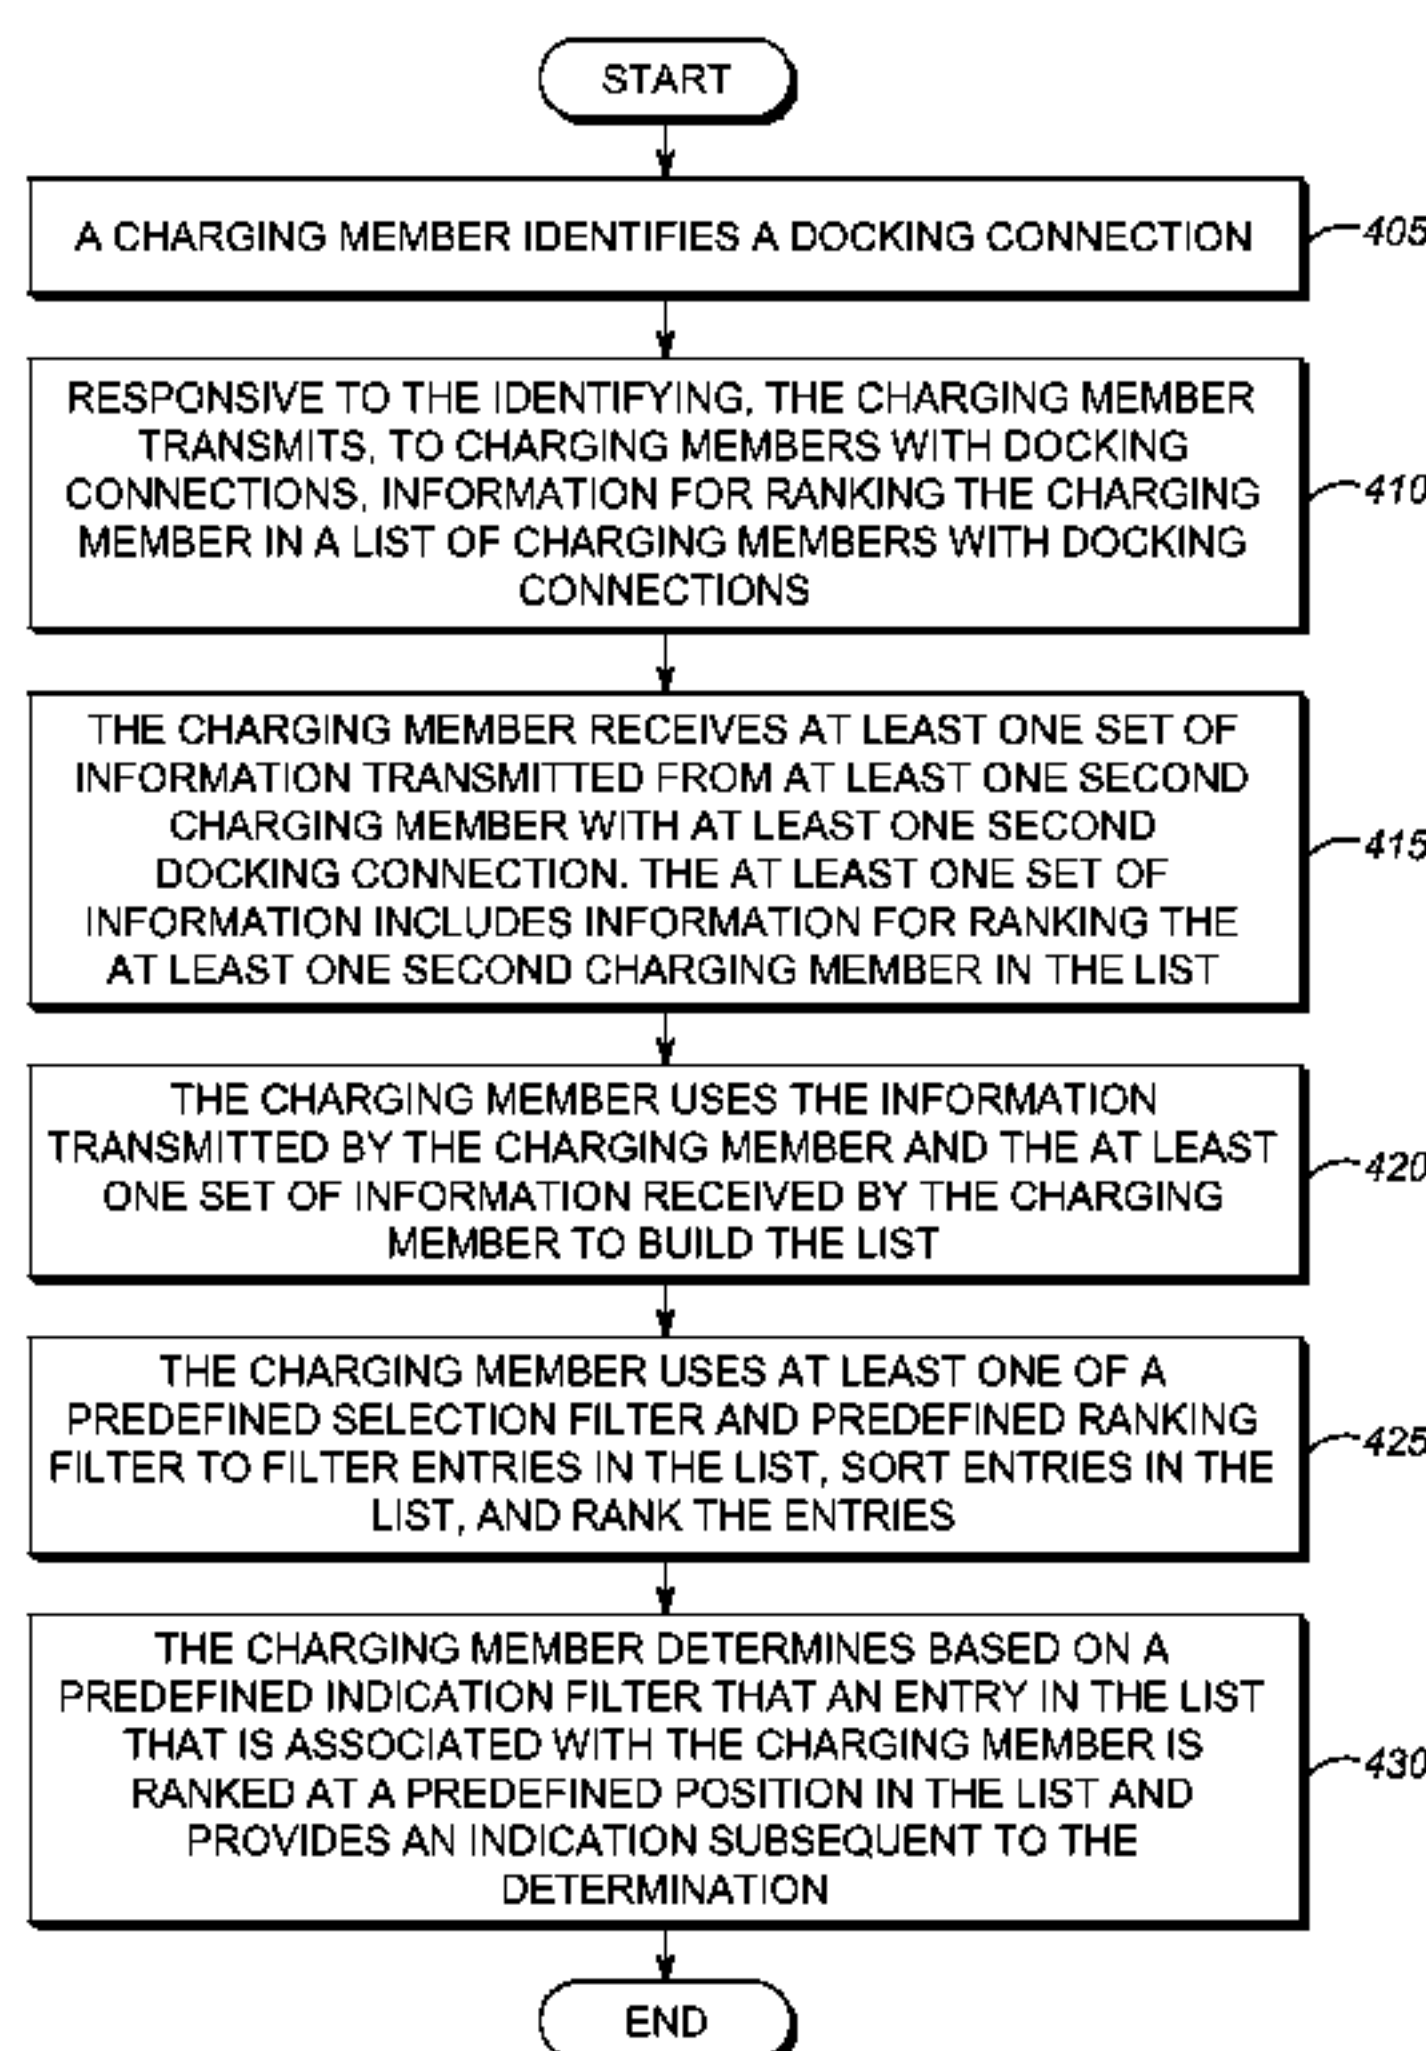 START
A CHARGING MEMBER IDENTIFIES A DOCKING CONNECTION
405
RESPONSIVE TO THE IDENTIFYING, THE CHARGING MEMBER
TRANSMITS, TO CHARGING MEMBERS WITH DOCKING
CONNECTIONS, INFORMATION FOR RANKING THE CHARGING
MEMBER IN A LIST OF CHARGING MEMBERS WITH DOCKING
CONNECTIONS
410
THE CHARGING MEMBER RECEIVES AT LEAST ONE SET OF
INFORMATION TRANSMITTED FROM AT LEAST ONE SECOND
CHARGING MEMBER WITH AT LEAST ONE SECOND
DOCKING CONNECTION. THE AT LEAST ONE SET OF
INFORMATION INCLUDES INFORMATION FOR RANKING THE
AT LEAST ONE SECOND CHARGING MEMBER IN THE LIST
415
THE CHARGING MEMBER USES THE INFORMATION
TRANSMITTED BY THE CHARGING MEMBER AND THE AT LEAST
ONE SET OF INFORMATION RECEIVED BY THE CHARGING
MEMBER TO BUILD THE LIST
420
THE CHARGING MEMBER USES AT LEAST ONE OF A
PREDEFINED SELECTION FILTER AND PREDEFINED RANKING
FILTER TO FILTER ENTRIES IN THE LIST, SORT ENTRIES IN THE
LIST, AND RANK THE ENTRIES
425
THE CHARGING MEMBER DETERMINES BASED ON A
PREDEFINED INDICATION FILTER THAT AN ENTRY IN THE LIST
THAT IS ASSOCIATED WITH THE CHARGING MEMBER IS
RANKED AT A PREDEFINED POSITION IN THE LIST AND
PROVIDES AN INDICATION SUBSEQUENT TO THE
DETERMINATION
430
END